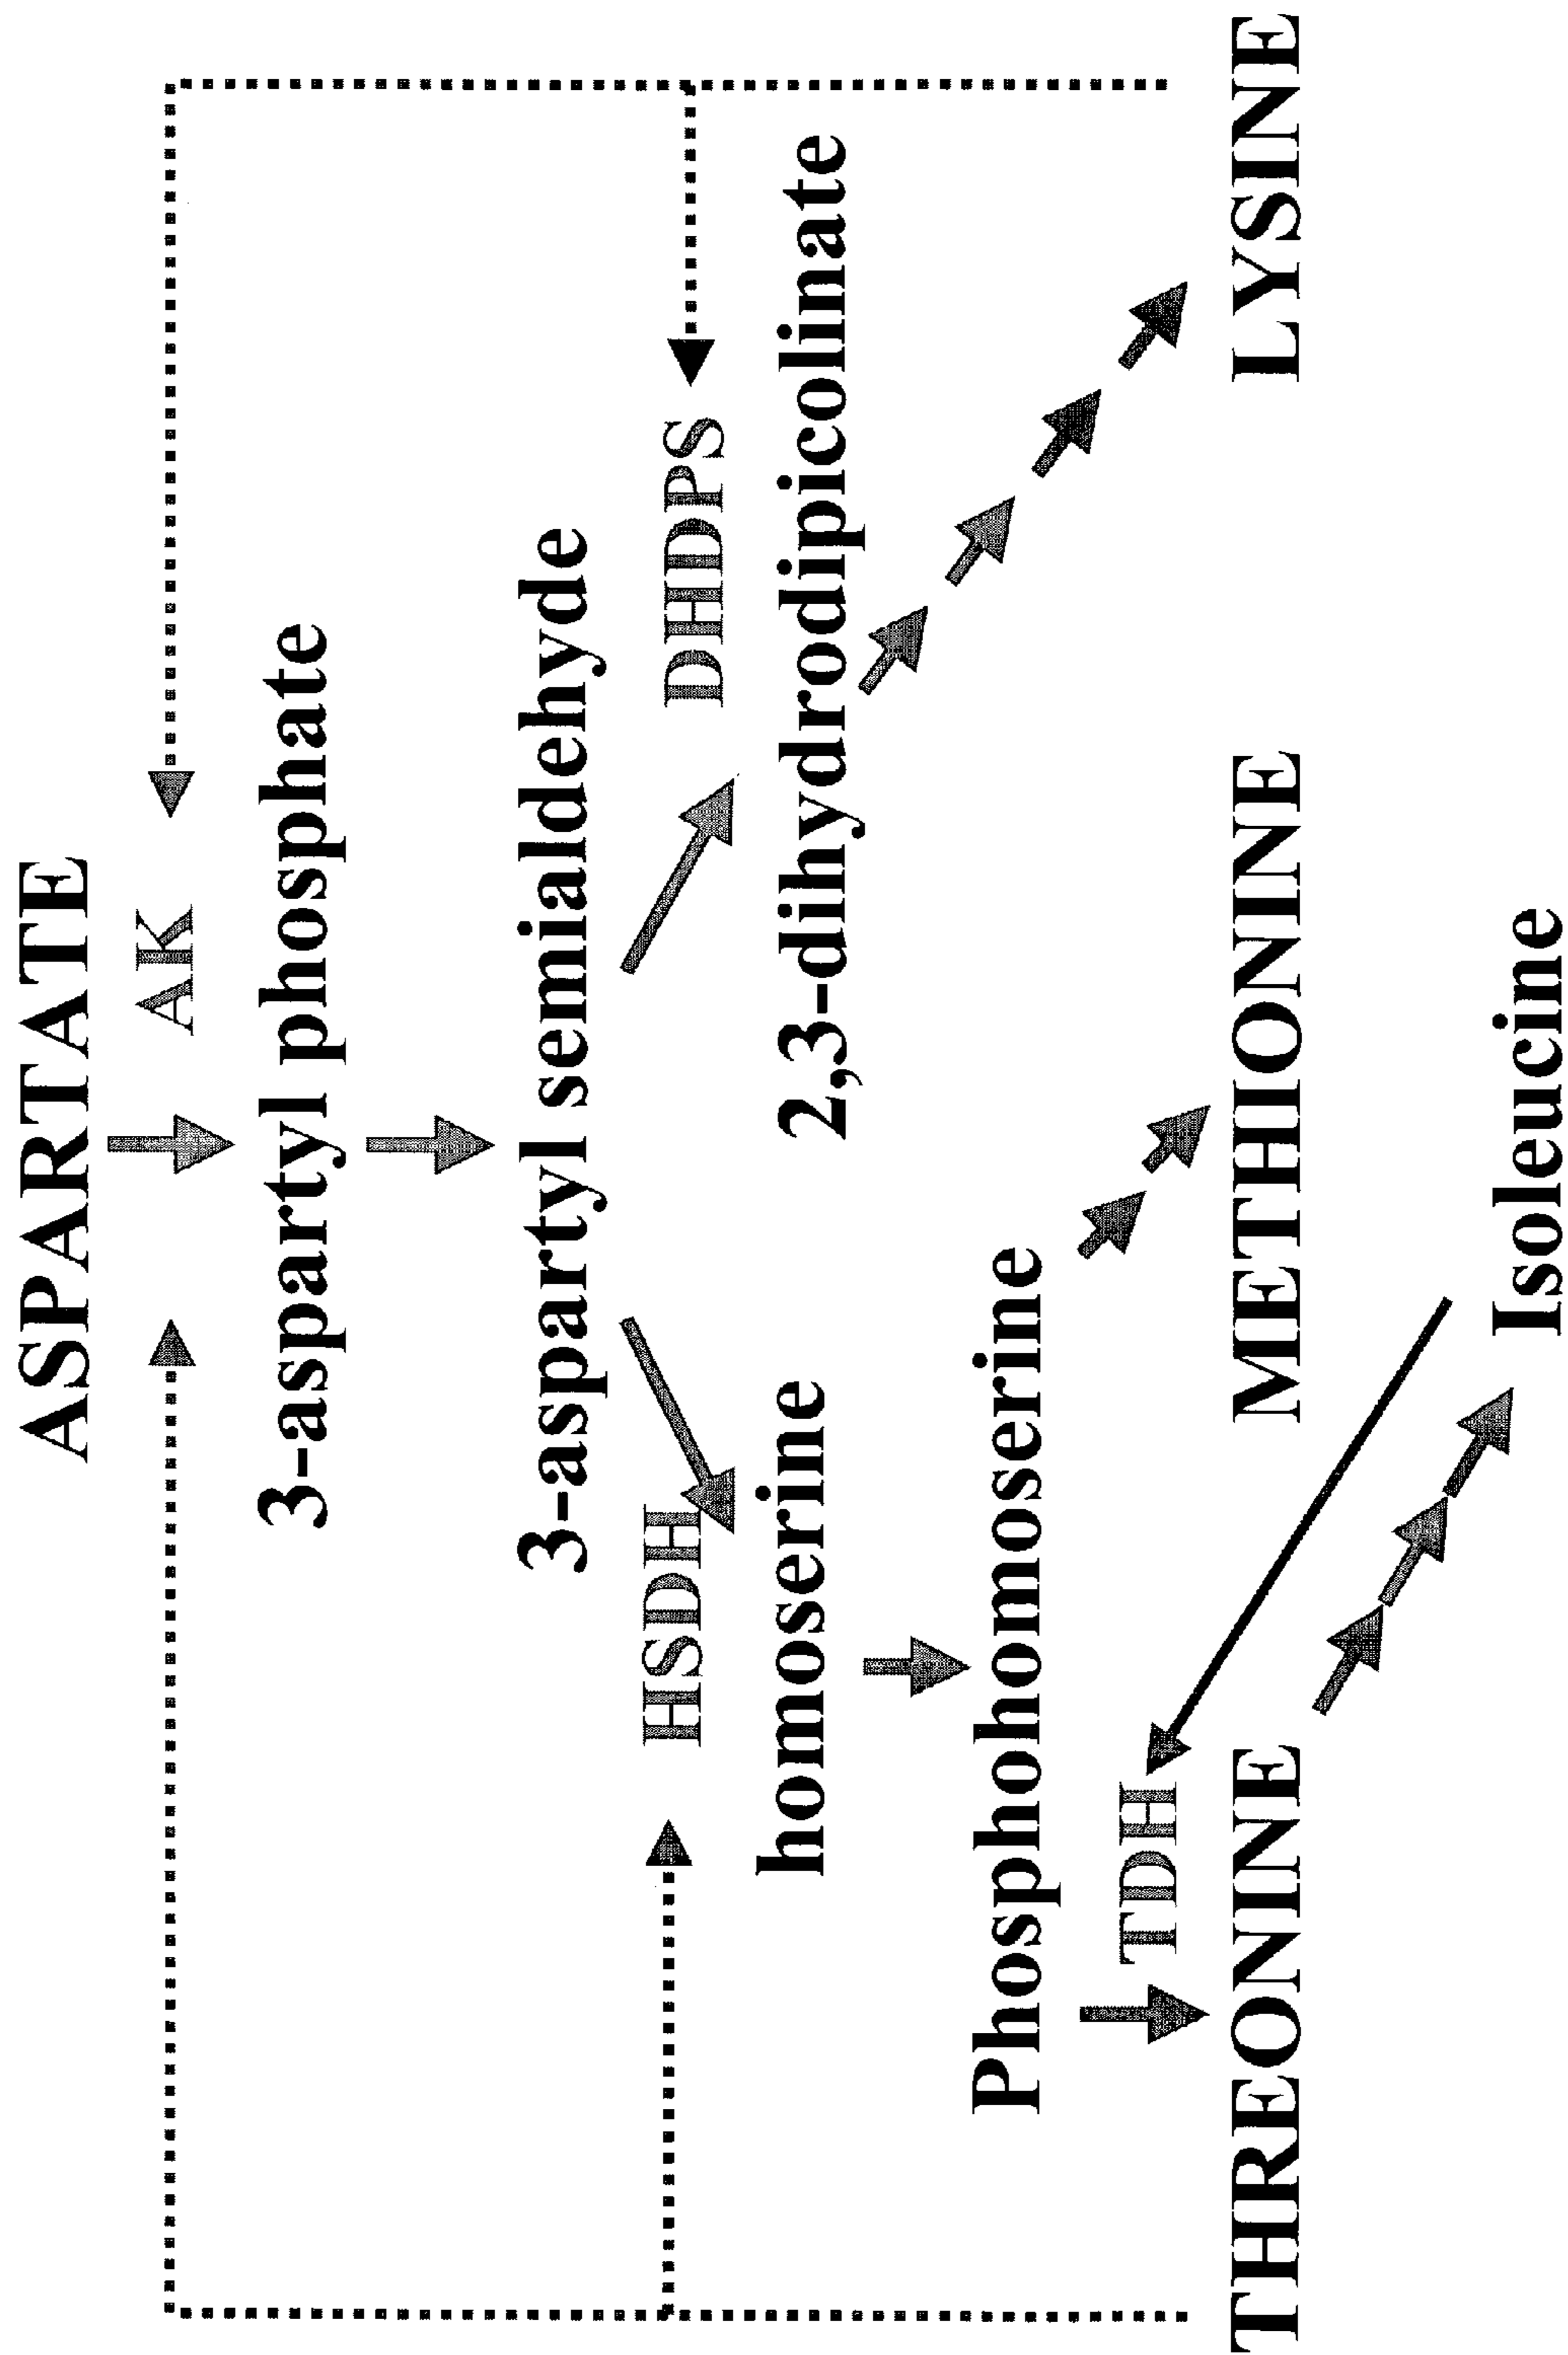 ASPARTATE
AK
3-aspartyl phosphate
3-aspartyl semialdehyde
HSDH
DHDPS
homoserine
2,3-dihydrodipicolinate
Phosphohomoserine
TDH
THREONINE
METHIONINE
LYSINE
Isoleucine